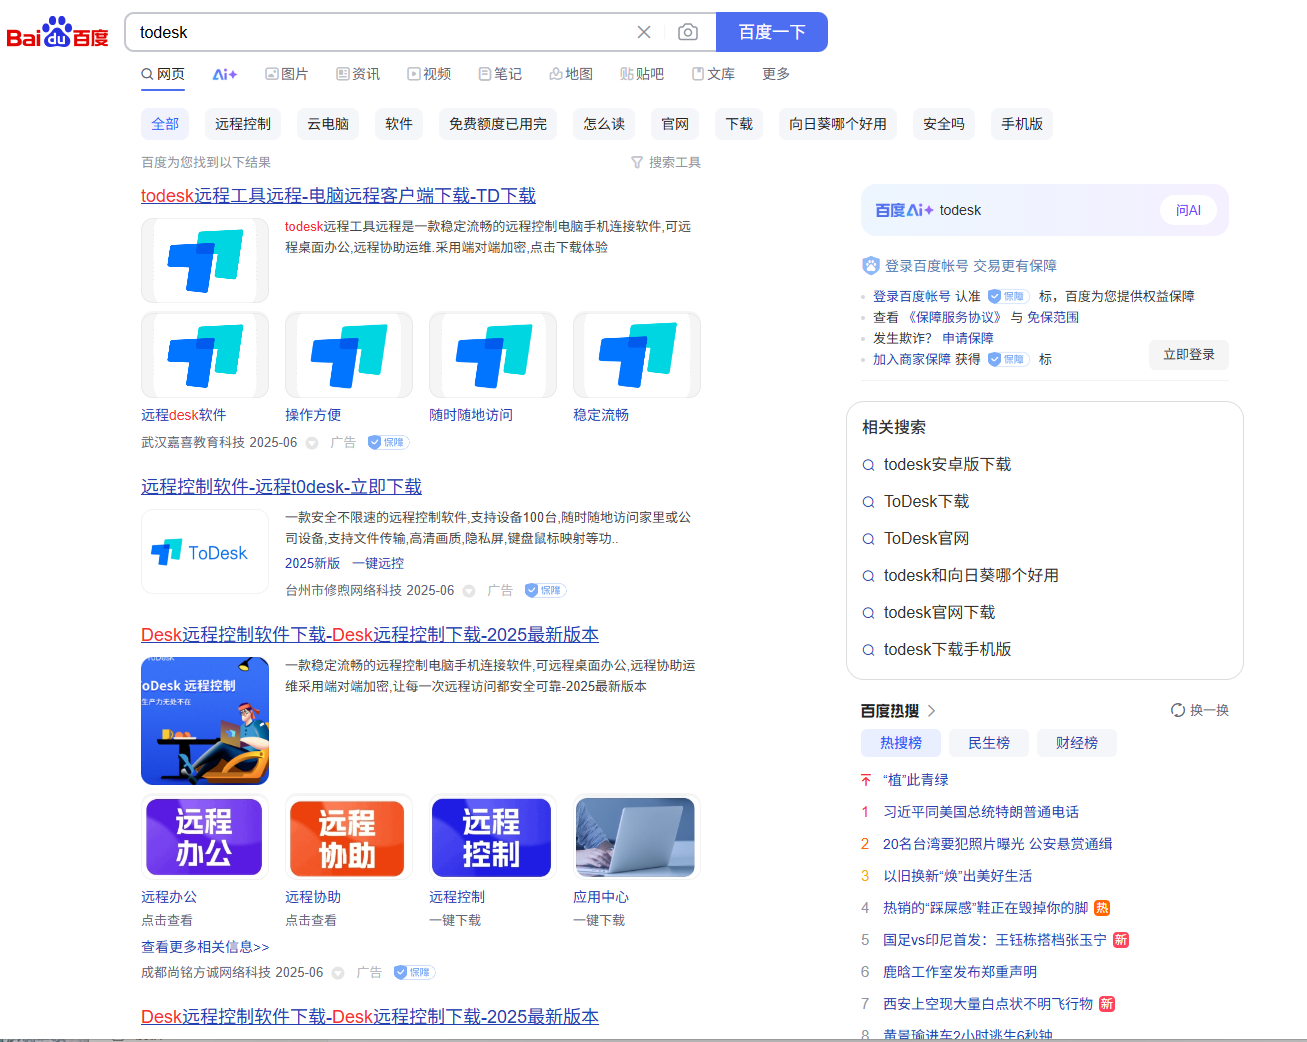 Bai du 百度
todesk
百度一下
网页
Ai+
图片
资讯
视频
笔记
地图
贴 贴吧
文库
更多
全部
远程控制
云电脑
软件
免费额度已用完
怎么读
官网
下载
向日葵哪个好用
安全吗
手机版
百度为您找到以下结果
搜索工具
todesk远程工具远程-电脑远程客户端下载-TD下载
todesk远程工具远程是一款稳定流畅的远程控制电脑手机连接软件,可远
程桌面办公,远程协助运维.采用端对端加密,点击下载体验
远程desk软件
操作方便
随时随地访问
稳定流畅
武汉嘉喜教育科技 2025-06
广告
保障
远程控制软件-远程t0desk-立即下载
ToDesk
一款安全不限速的远程控制软件,支持设备100台,随时随地访问家里或公
司设备,支持文件传输,高清画质,隐私屏,键盘鼠标映射等功..
2025新版 一键远控
台州市修煦网络科技 2025-06
广告
保障
Desk远程控制软件下载-Desk远程控制下载-2025最新版本
oDesk 远程控制
生产力无处不在
一款稳定流畅的远程控制电脑手机连接软件,可远程桌面办公,远程协助运
维采用端对端加密,让每一次远程访问都安全可靠-2025最新版本
远程
办公
远程
协助
远程
控制
远程办公
远程协助
远程控制
应用中心
点击查看
点击查看
一键下载
一键下载
查看更多相关信息>>
成都尚铭方诚网络科技 2025-06
广告
保障
Desk远程控制软件下载-Desk远程控制下载-2025最新版本
百度Ai+ todesk
问AI
登录百度帐号 交易更有保障
登录百度帐号 认准 保障 标，百度为您提供权益保障
查看 《保障服务协议》 与 免保范围
发生欺诈？ 申请保障
加入商家保障 获得 保障 标
立即登录
相关搜索
todesk安卓版下载
ToDesk下载
ToDesk官网
todesk和向日葵哪个好用
todesk官网下载
todesk下载手机版
百度热搜
换一换
热搜榜
民生榜
财经榜
“植”此青绿
1 习近平同美国总统特朗普通电话
2 20名台湾要犯照片曝光 公安悬赏通缉
3 以旧换新“焕”出美好生活
4 热销的“踩屎感”鞋正在毁掉你的脚 热
5 国足vs印尼首发：王钰栋搭档张玉宁 新
6 鹿晗工作室发布郑重声明
7 西安上空现大量白点状不明飞行物 新
8 黄景瑜进车2小时逃生6秒钟